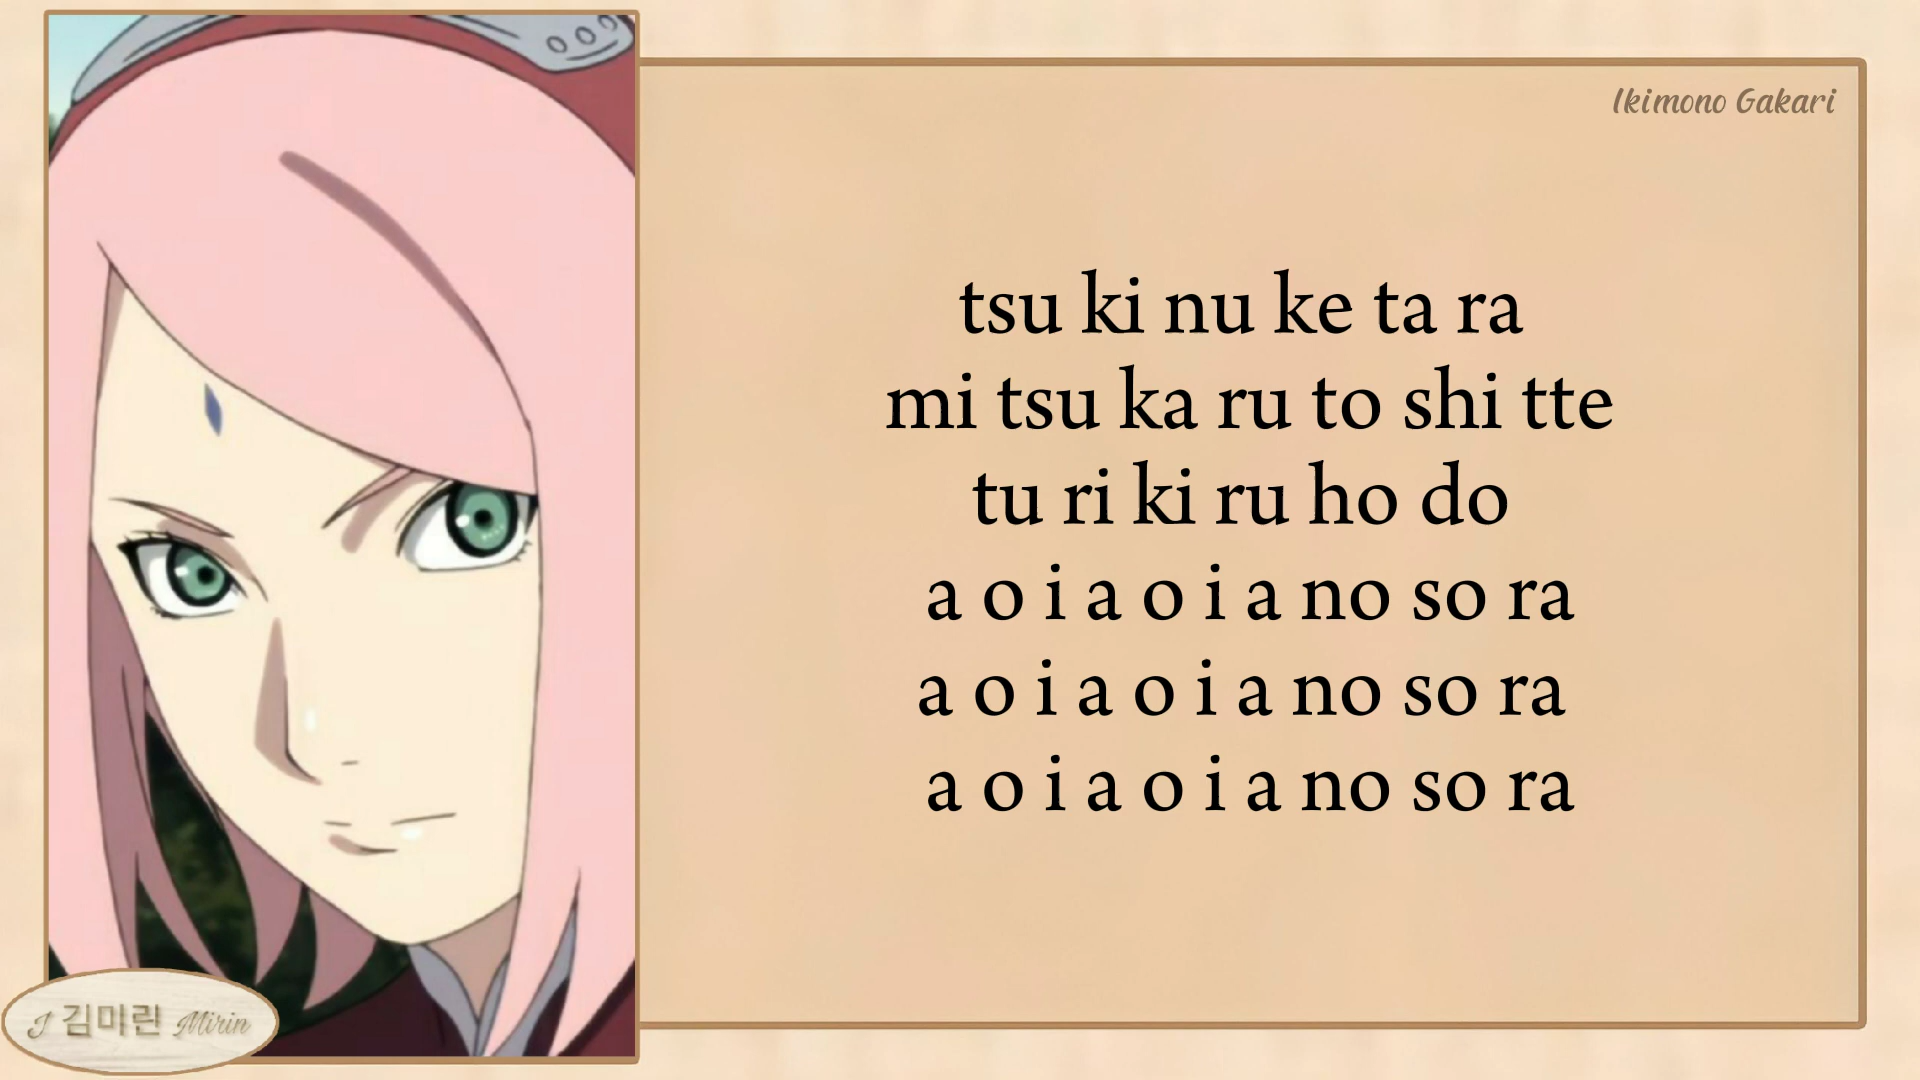 Ikimono Gakari
tsu ki nu ke ta ra
mi tsu ka ru to shi tte
tu ri ki ru ho do
a o i a o i a no so ra
a o i a o i a no so ra
a o i a o i a no so ra
J 김미린 Mirin